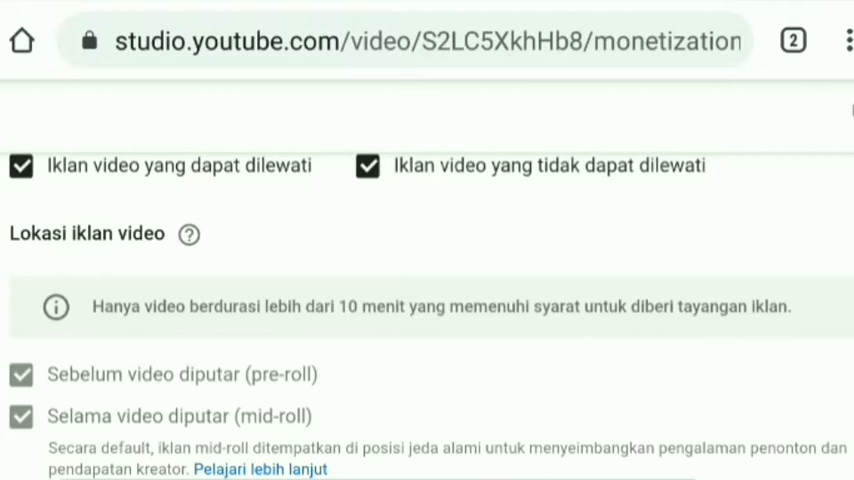 studio.youtube.com/video/S2LC5XkhHb8/monetization
2
Iklan video yang dapat dilewati Iklan video yang tidak dapat dilewati
Lokasi iklan video ?
Hanya video berdurasi lebih dari 10 menit yang memenuhi syarat untuk diberi tayangan iklan.
Sebelum video diputar (pre-roll)
Selama video diputar (mid-roll)
Secara default, iklan mid-roll ditempatkan di posisi jeda alami untuk menyeimbangkan pengalaman penonton dan
pendapatan kreator. Pelajari lebih lanjut